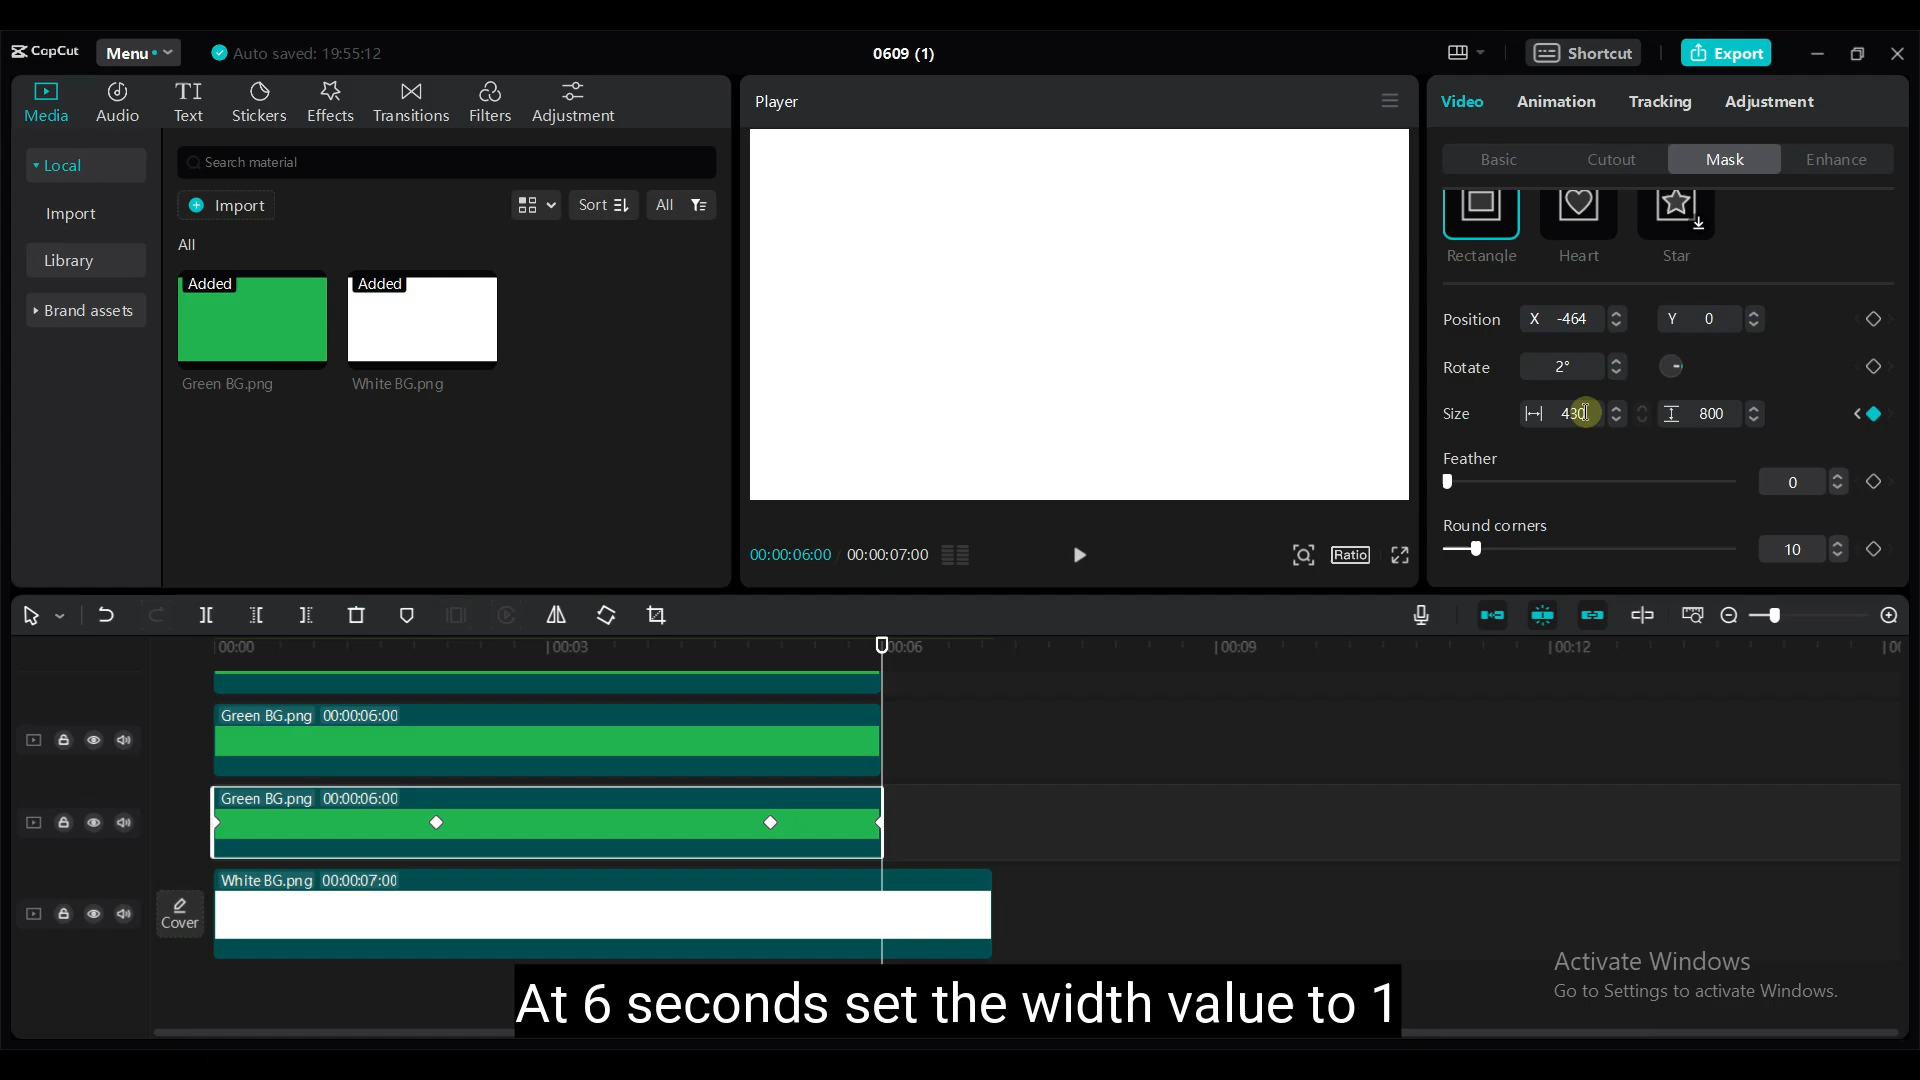 CapCut Menu Auto saved: 19:55:12 0609 (1) Shortcut Export
Media Audio Text Stickers Effects Transitions Filters Adjustment
Player
Video Animation Tracking Adjustment
Local
Import
Library
Brand assets
Search material
Import Sort All
All
Added Added
Green BG.png White BG.png
00:00:06:00 00:00:07:00 Ratio
Basic Cutout Mask Enhance
Rectangle Heart Star
Position X -464 Y 0
Rotate 2°
Size 430 800
Feather
0
Round corners
10
00:00 00:03 00:06 00:09 00:12
Green BG.png 00:00:06:00
Green BG.png 00:00:06:00
White BG.png 00:00:07:00
Cover
Activate Windows
Go to Settings to activate Windows.
At 6 seconds set the width value to 1